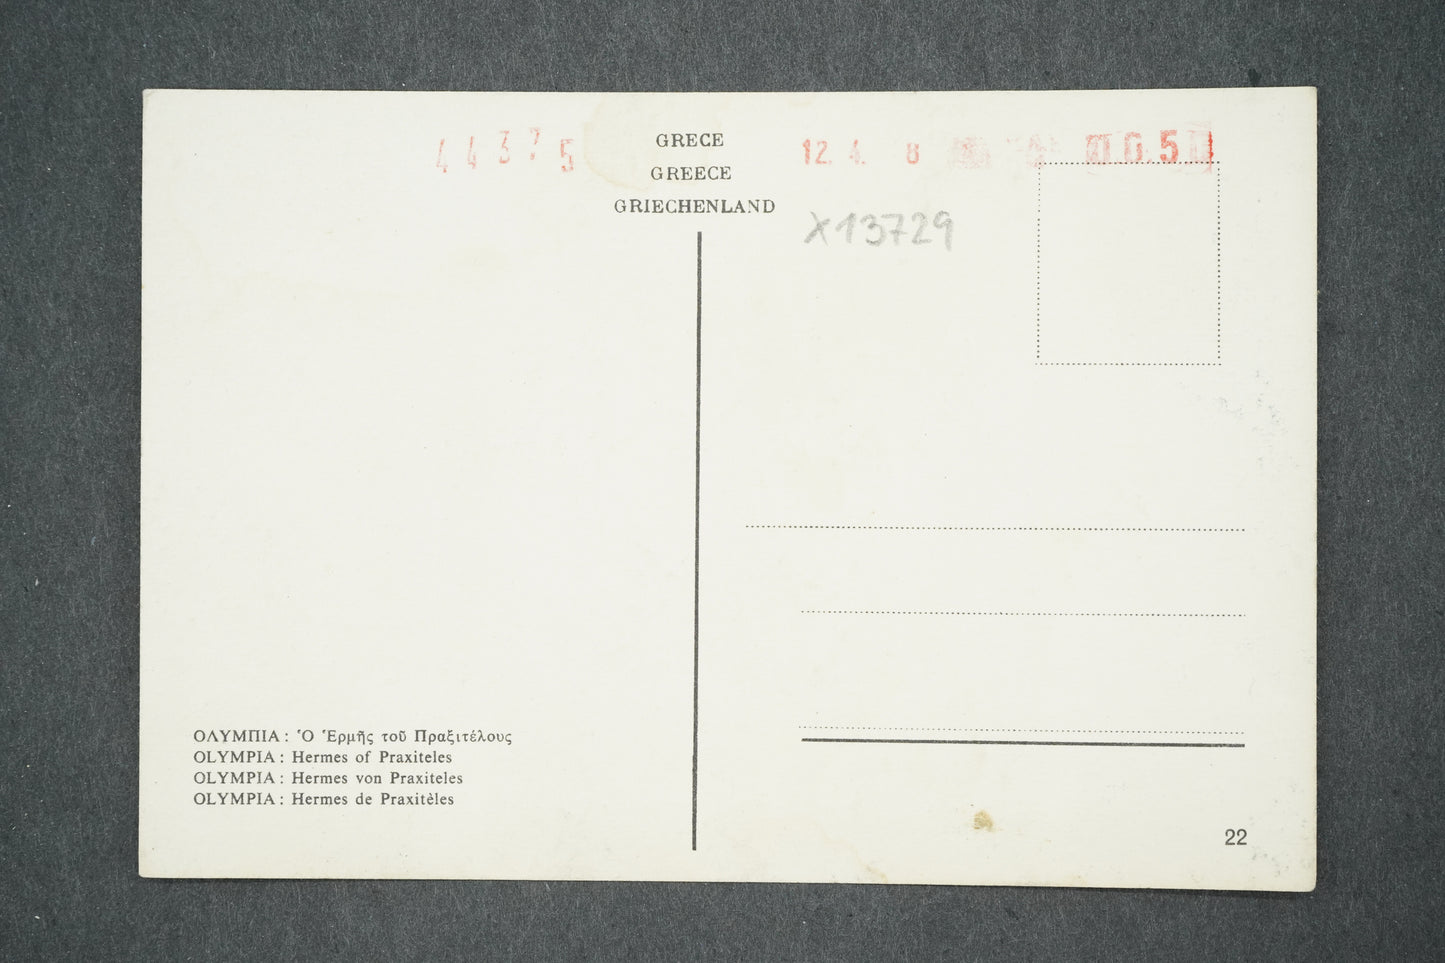 44375
GRECE
GREECE
GRIECHENLAND
12. 4. 8
0.5
X13729
ΟΛΥΜΠΙΑ : Ὁ Ἑρμῆς τοῦ Πραξιτέλους
OLYMPIA : Hermes of Praxiteles
OLYMPIA : Hermes von Praxiteles
OLYMPIA : Hermes de Praxitèles
22